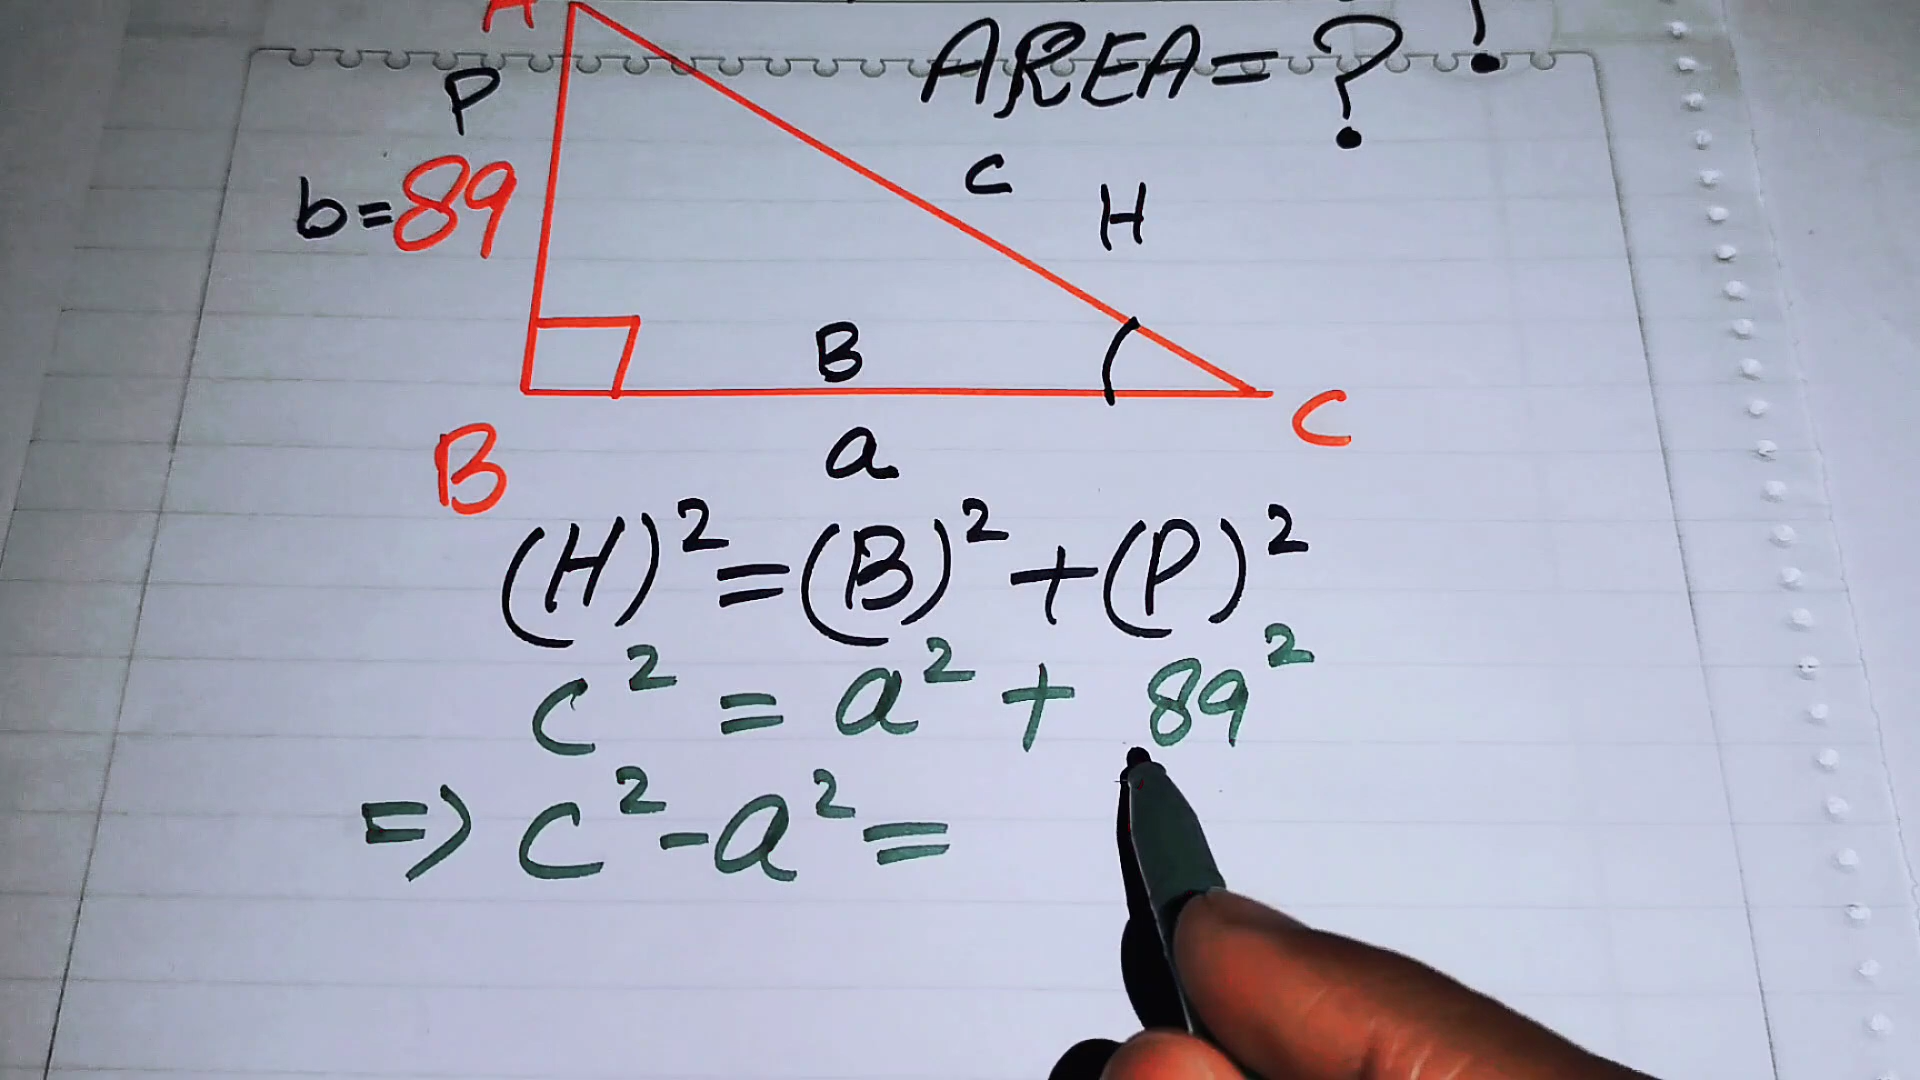 A
AREA = ?
P
b=89
C H
B
B a C
(H)² = (B)² + (P)²
c² = a² + 89²
⇒ c² - a² =